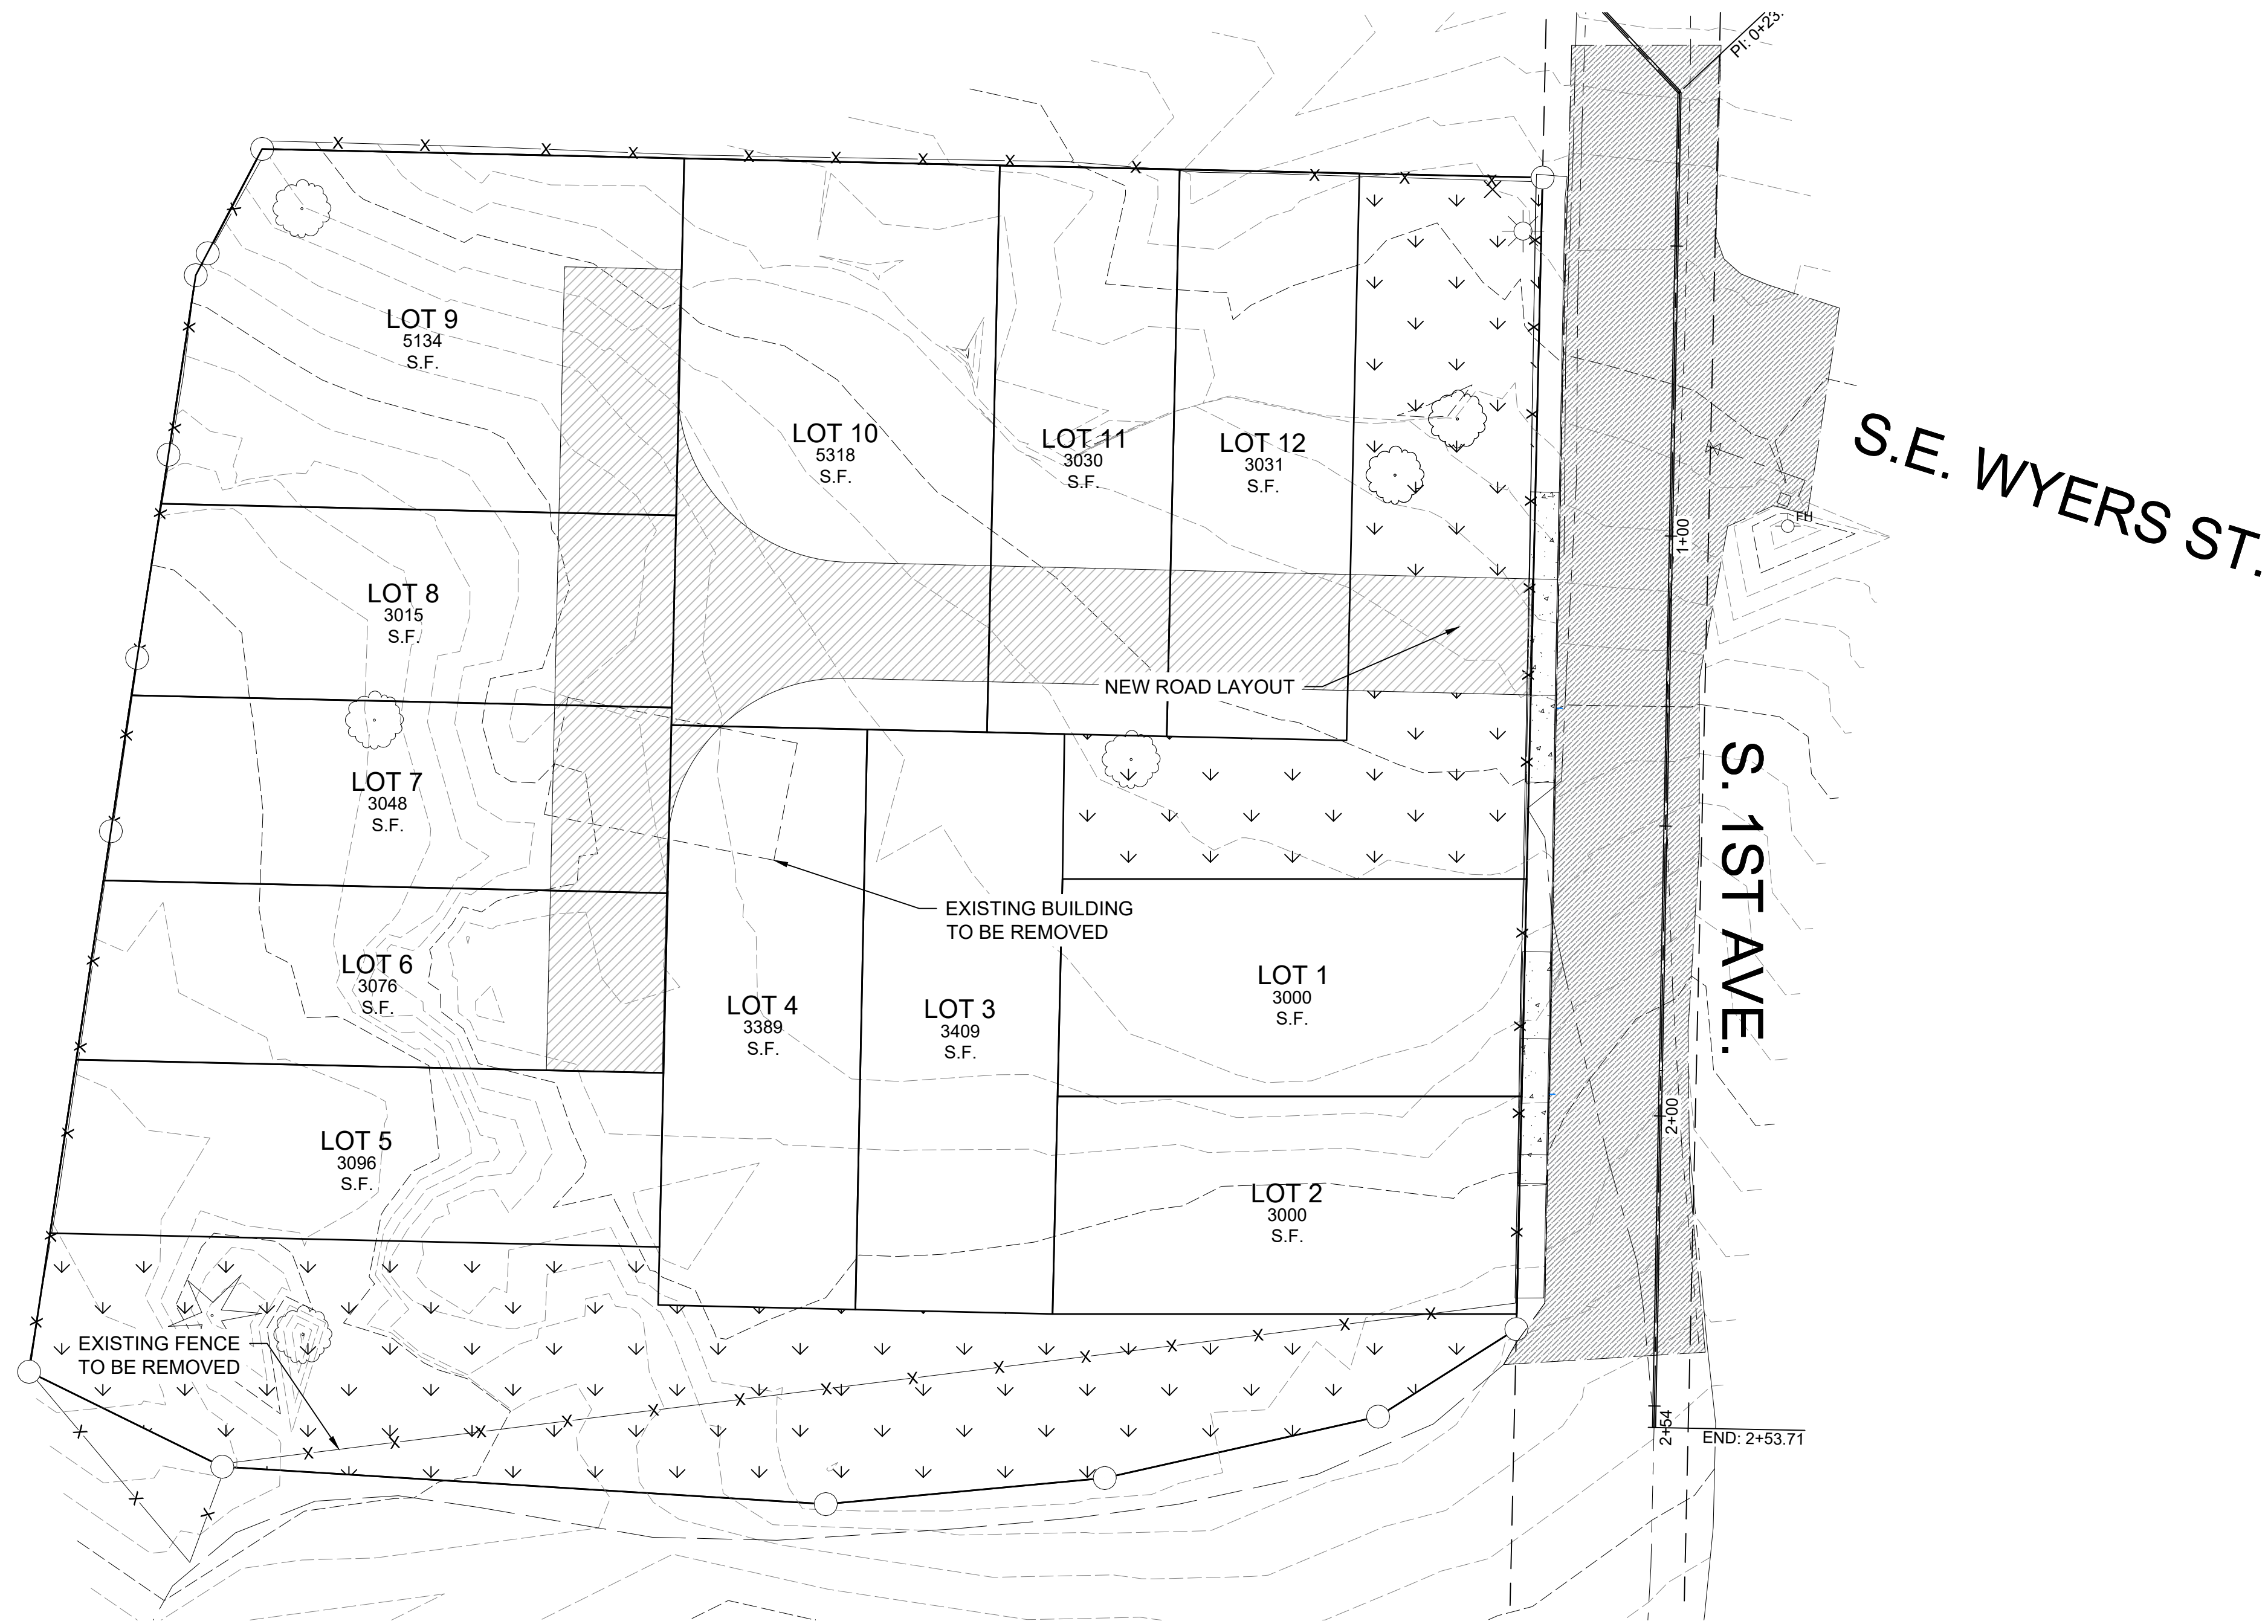 PI: 0+23.
LOT 9
5134
S.F.
LOT 10
5318
S.F.
LOT 11
3030
S.F.
LOT 12
3031
S.F.
S.E. WYERS ST.
FH
1+00
LOT 8
3015
S.F.
NEW ROAD LAYOUT
LOT 7
3048
S.F.
S. 1ST AVE.
EXISTING BUILDING
TO BE REMOVED
LOT 6
3076
S.F.
LOT 4
3389
S.F.
LOT 3
3409
S.F.
LOT 1
3000
S.F.
2+00
LOT 5
3096
S.F.
LOT 2
3000
S.F.
EXISTING FENCE
TO BE REMOVED
2+54
END: 2+53.71